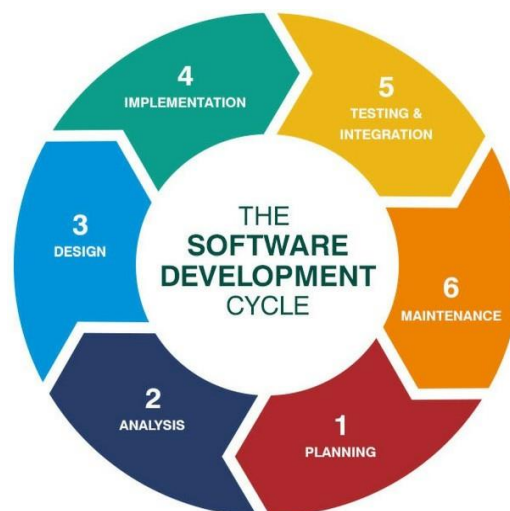 THE
SOFTWARE
DEVELOPMENT
CYCLE
1
PLANNING
2
ANALYSIS
3
DESIGN
4
IMPLEMENTATION
5
TESTING &
INTEGRATION
6
MAINTENANCE